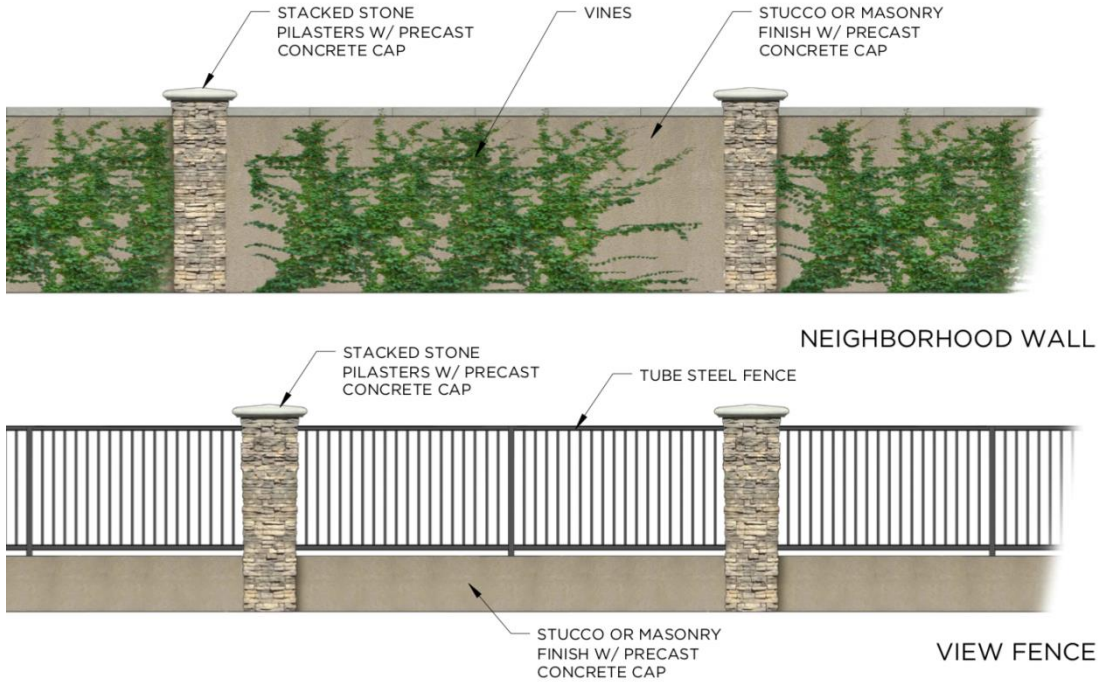 STACKED STONE
PILASTERS W/ PRECAST
CONCRETE CAP
VINES
STUCCO OR MASONRY
FINISH W/ PRECAST
CONCRETE CAP
NEIGHBORHOOD WALL
STACKED STONE
PILASTERS W/ PRECAST
CONCRETE CAP
TUBE STEEL FENCE
STUCCO OR MASONRY
FINISH W/ PRECAST
CONCRETE CAP
VIEW FENCE